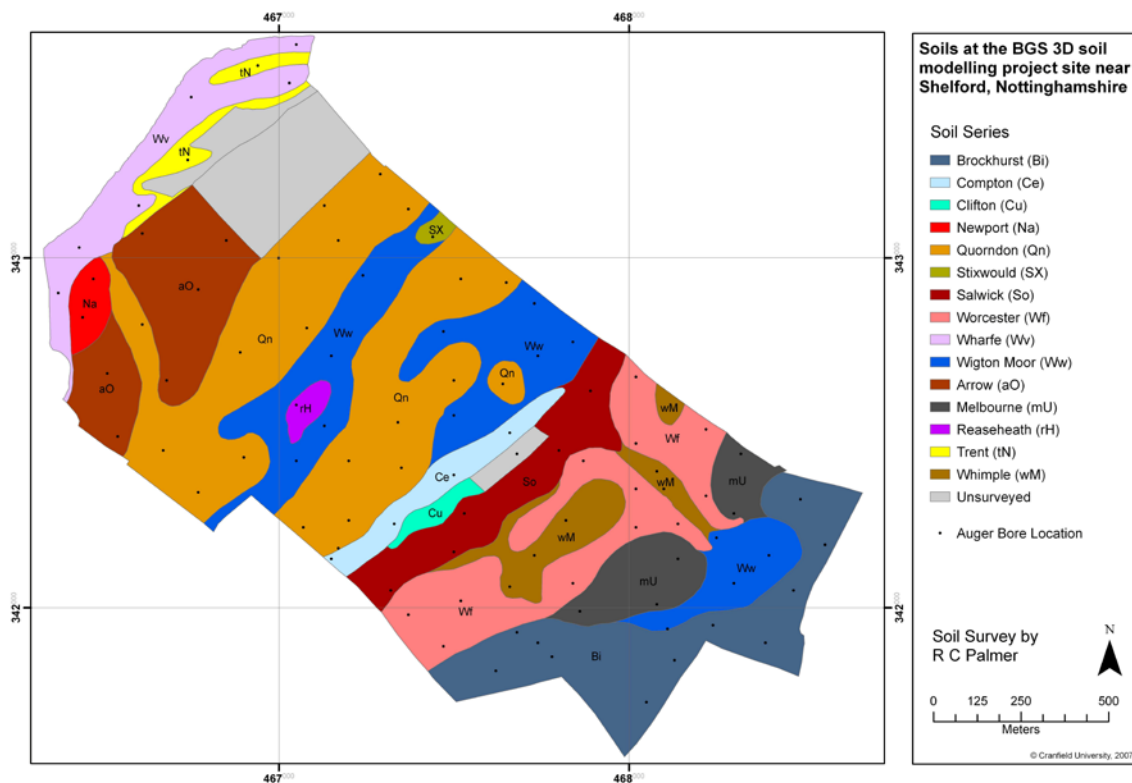 467000
468000
343000
343000
342000
342000
467000
468000
tN
Wv
tN
SX
aO
Na
Qn
Ww
Ww
aO
Qn
Qn
rH
wM
Wf
Ce
So
wM
mU
Cu
wM
Ww
mU
Wf
Bi
Soils at the BGS 3D soil
modelling project site near
Shelford, Nottinghamshire
Soil Series
Brockhurst (Bi)
Compton (Ce)
Clifton (Cu)
Newport (Na)
Quorndon (Qn)
Stixwould (SX)
Salwick (So)
Worcester (Wf)
Wharfe (Wv)
Wigton Moor (Ww)
Arrow (aO)
Melbourne (mU)
Reaseheath (rH)
Trent (tN)
Whimple (wM)
Unsurveyed
Auger Bore Location
Soil Survey by
R C Palmer
N
0 125 250 500
Meters
© Cranfield University, 2007